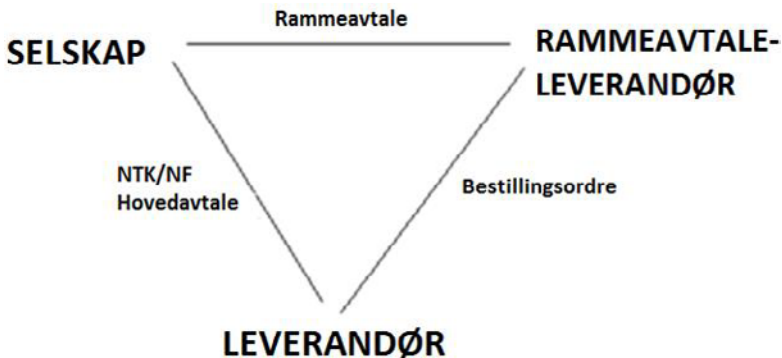 Rammeavtale
SELSKAP
RAMMEAVTALE-
LEVERANDØR
NTK/NF
Hovedavtale
Bestillingsordre
LEVERANDØR